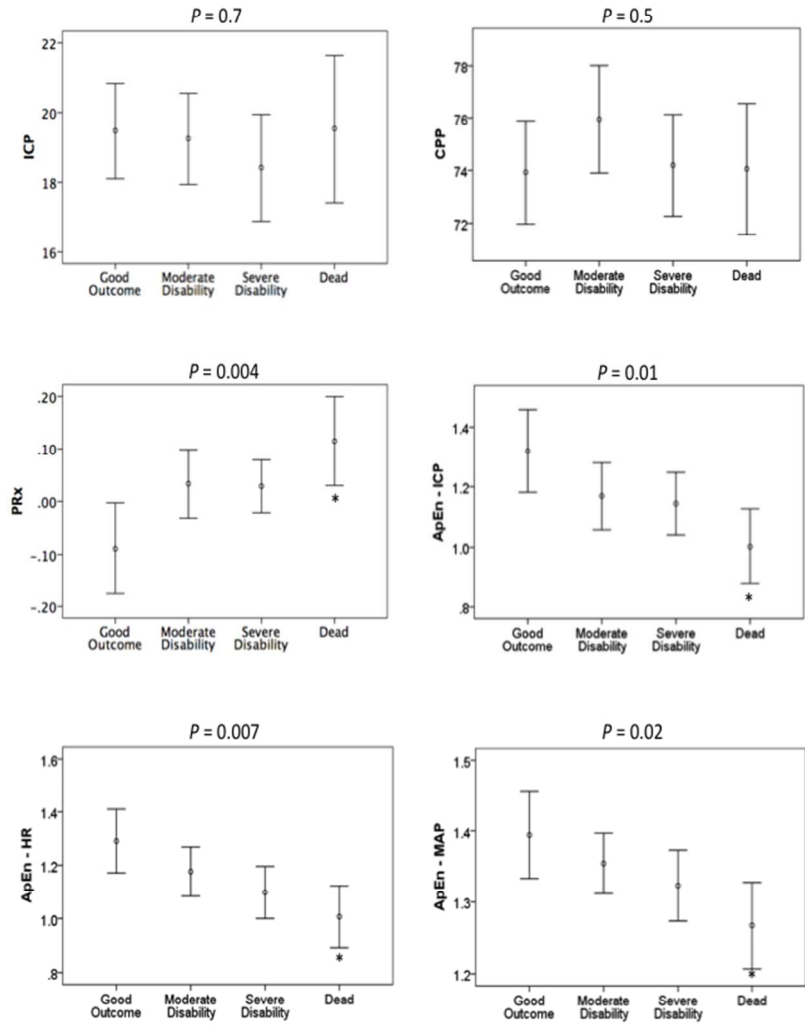 P = 0.7
22
20
18
16
ICP
Good Outcome
Moderate Disability
Severe Disability
Dead
P = 0.5
78
76
74
72
CPP
Good Outcome
Moderate Disability
Severe Disability
Dead
P = 0.004
.20
.10
.00
-.10
-.20
PRx
*
Good Outcome
Moderate Disability
Severe Disability
Dead
P = 0.01
1.4
1.2
1.0
.8
ApEn - ICP
*
Good Outcome
Moderate Disability
Severe Disability
Dead
P = 0.007
1.6
1.4
1.2
1.0
.8
ApEn - HR
*
Good Outcome
Moderate Disability
Severe Disability
Dead
P = 0.02
1.5
1.4
1.3
1.2
ApEn - MAP
*
Good Outcome
Moderate Disability
Severe Disability
Dead